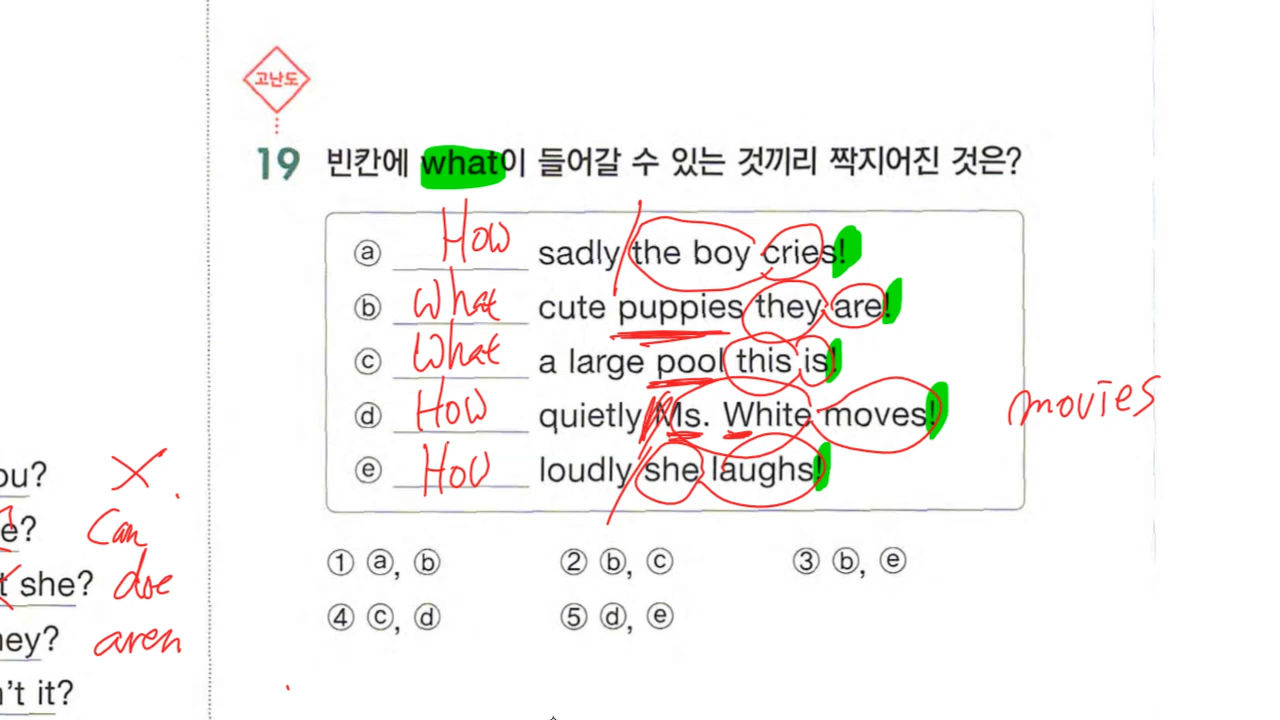 고난도
19 빈칸에 what이 들어갈 수 있는 것끼리 짝지어진 것은?
ⓐ How sadly the boy cries!
ⓑ What cute puppies they are!
ⓒ What a large pool this is!
ⓓ How quietly Ms. White moves! movies
ⓔ How loudly she laughs!
① ⓐ, ⓑ ② ⓑ, ⓒ ③ ⓑ, ⓔ
④ ⓒ, ⓓ ⑤ ⓓ, ⓔ
ou? X
e? Can
t she? doe
ney? aren
't it?